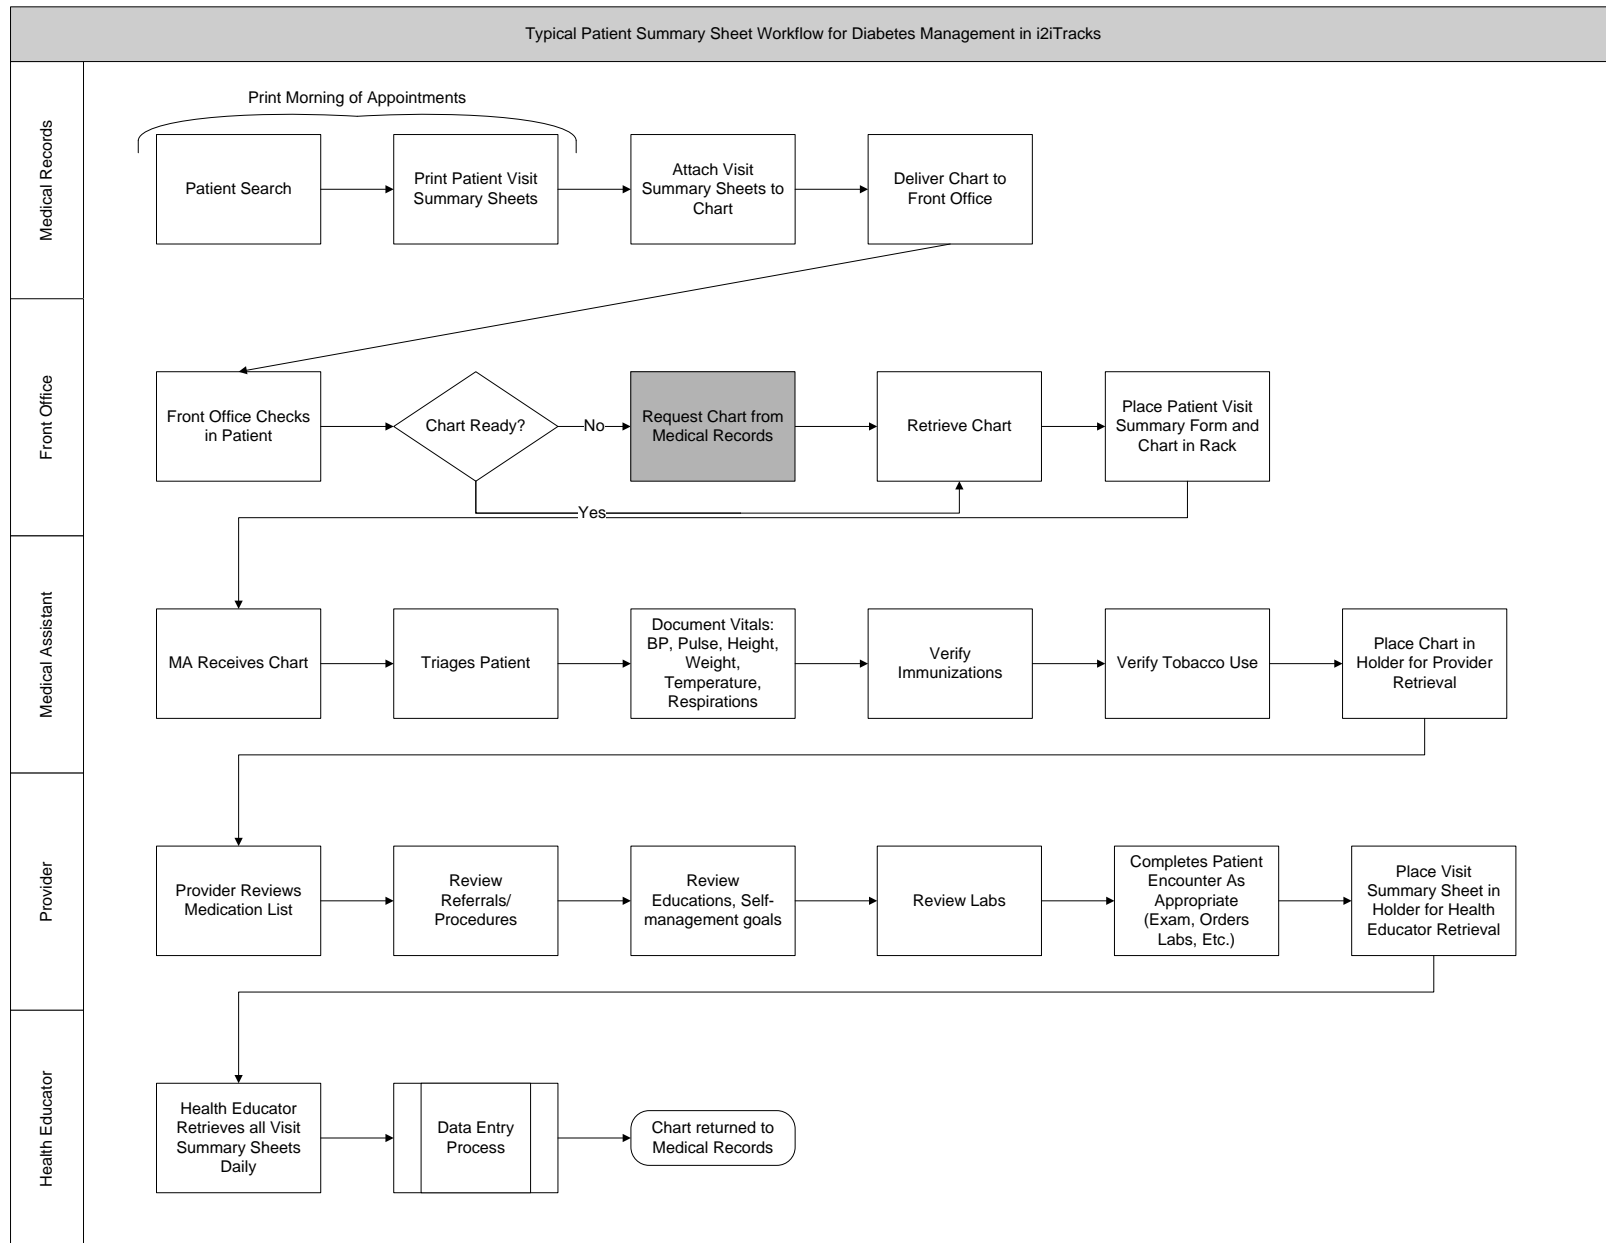 Typical Patient Summary Sheet Workflow for Diabetes Management in i2iTracks
Medical Records
Print Morning of Appointments
Patient Search
Print Patient Visit
Summary Sheets
Attach Visit
Summary Sheets to
Chart
Deliver Chart to
Front Office
Front Office
Front Office Checks
in Patient
Chart Ready?
No
Request Chart from
Medical Records
Retrieve Chart
Place Patient Visit
Summary Form and
Chart in Rack
Yes
Medical Assistant
MA Receives Chart
Triages Patient
Document Vitals:
BP, Pulse, Height,
Weight,
Temperature,
Respirations
Verify
Immunizations
Verify Tobacco Use
Place Chart in
Holder for Provider
Retrieval
Provider
Provider Reviews
Medication List
Review
Referrals/
Procedures
Review
Educations, Self-
management goals
Review Labs
Completes Patient
Encounter As
Appropriate
(Exam, Orders
Labs, Etc.)
Place Visit
Summary Sheet in
Holder for Health
Educator Retrieval
Health Educator
Health Educator
Retrieves all Visit
Summary Sheets
Daily
Data Entry
Process
Chart returned to
Medical Records